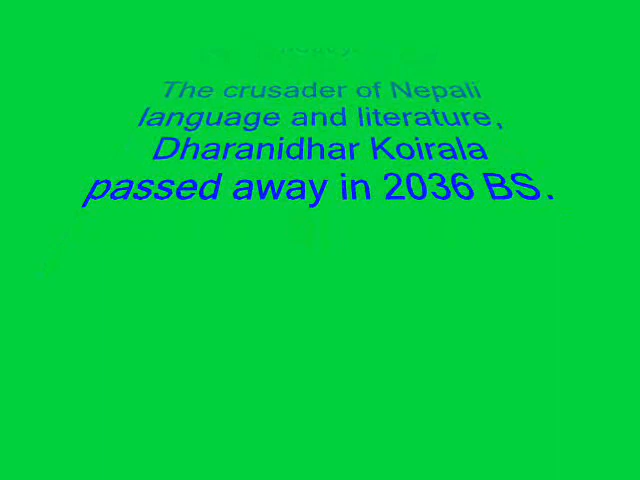 The crusader of Nepali
language and literature,
Dharanidhar Koirala
passed away in 2036 BS.